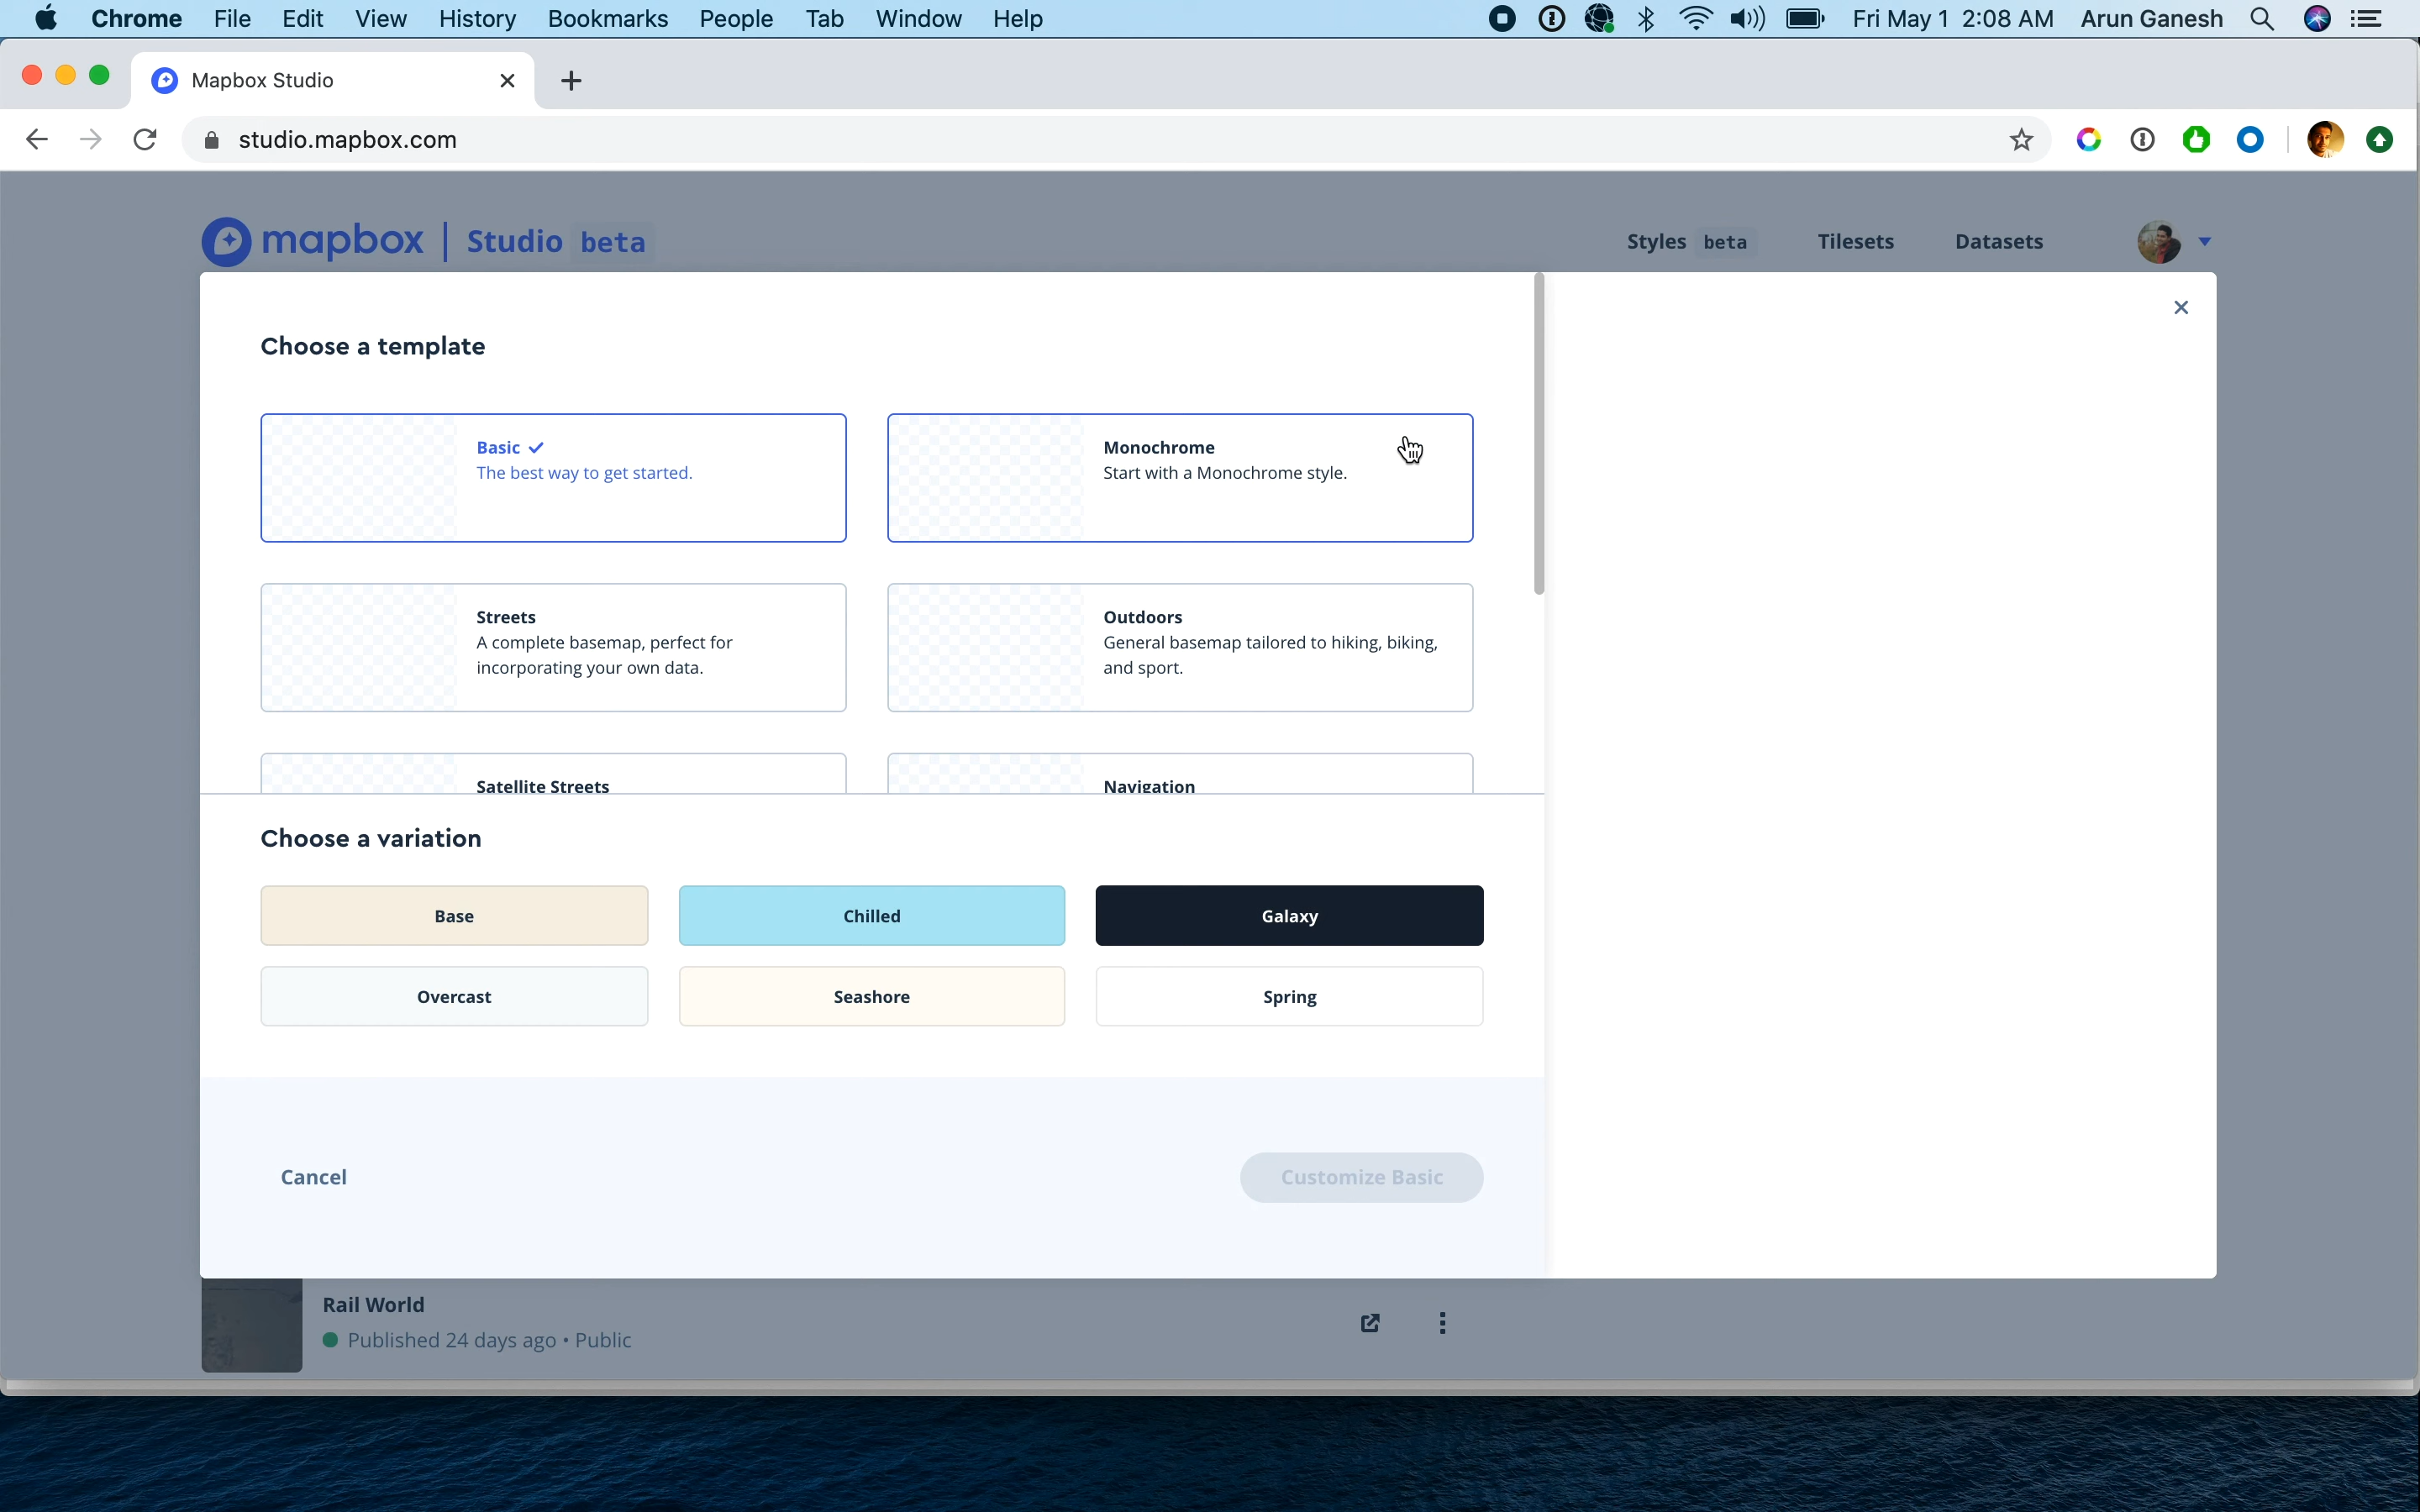 Chrome File Edit View History Bookmarks People Tab Window Help Fri May 1 2:08 AM Arun Ganesh
Mapbox Studio
studio.mapbox.com
mapbox | Studio beta Styles beta Tilesets Datasets
Choose a template
Basic
The best way to get started.
Monochrome
Start with a Monochrome style.
Streets
A complete basemap, perfect for
incorporating your own data.
Outdoors
General basemap tailored to hiking, biking,
and sport.
Satellite Streets
Navigation
Choose a variation
Base
Chilled
Galaxy
Overcast
Seashore
Spring
Cancel
Customize Basic
Rail World
Published 24 days ago • Public